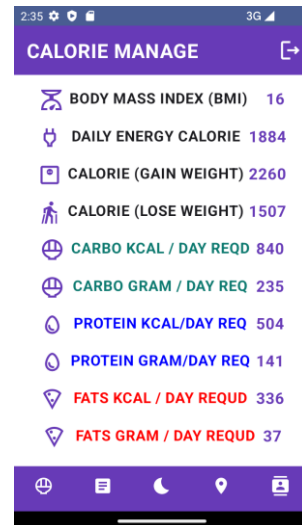 2:35 3G
CALORIE MANAGE
BODY MASS INDEX (BMI) 16
DAILY ENERGY CALORIE 1884
CALORIE (GAIN WEIGHT) 2260
CALORIE (LOSE WEIGHT) 1507
CARBO KCAL / DAY REQD 840
CARBO GRAM / DAY REQ 235
PROTEIN KCAL/DAY REQ 504
PROTEIN GRAM/DAY REQ 141
FATS KCAL / DAY REQUD 336
FATS GRAM / DAY REQUD 37